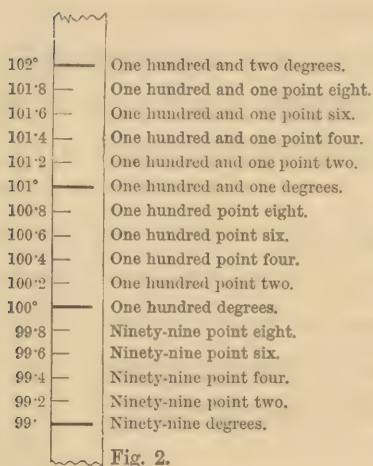 102° One hundred and two degrees.
101·8 One hundred and one point eight.
101·6 One hundred and one point six.
101·4 One hundred and one point four.
101·2 One hundred and one point two.
101° One hundred and one degrees.
100·8 One hundred point eight.
100·6 One hundred point six.
100·4 One hundred point four.
100·2 One hundred point two.
100° One hundred degrees.
99·8 Ninety-nine point eight.
99·6 Ninety-nine point six.
99·4 Ninety-nine point four.
99·2 Ninety-nine point two.
99· Ninety-nine degrees.
Fig. 2.